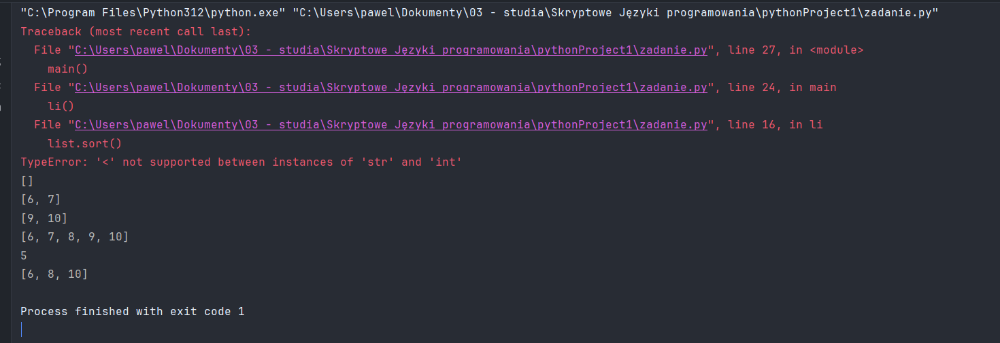 "C:\Program Files\Python312\python.exe" "C:\Users\pawel\Dokumenty\03 - studia\Skryptowe Języki programowania\pythonProject1\zadanie.py"
Traceback (most recent call last):
  File "C:\Users\pawel\Dokumenty\03 - studia\Skryptowe Języki programowania\pythonProject1\zadanie.py", line 27, in <module>
    main()
  File "C:\Users\pawel\Dokumenty\03 - studia\Skryptowe Języki programowania\pythonProject1\zadanie.py", line 24, in main
    li()
  File "C:\Users\pawel\Dokumenty\03 - studia\Skryptowe Języki programowania\pythonProject1\zadanie.py", line 16, in li
    list.sort()
TypeError: '<' not supported between instances of 'str' and 'int'
[]
[6, 7]
[9, 10]
[6, 7, 8, 9, 10]
5
[6, 8, 10]
Process finished with exit code 1